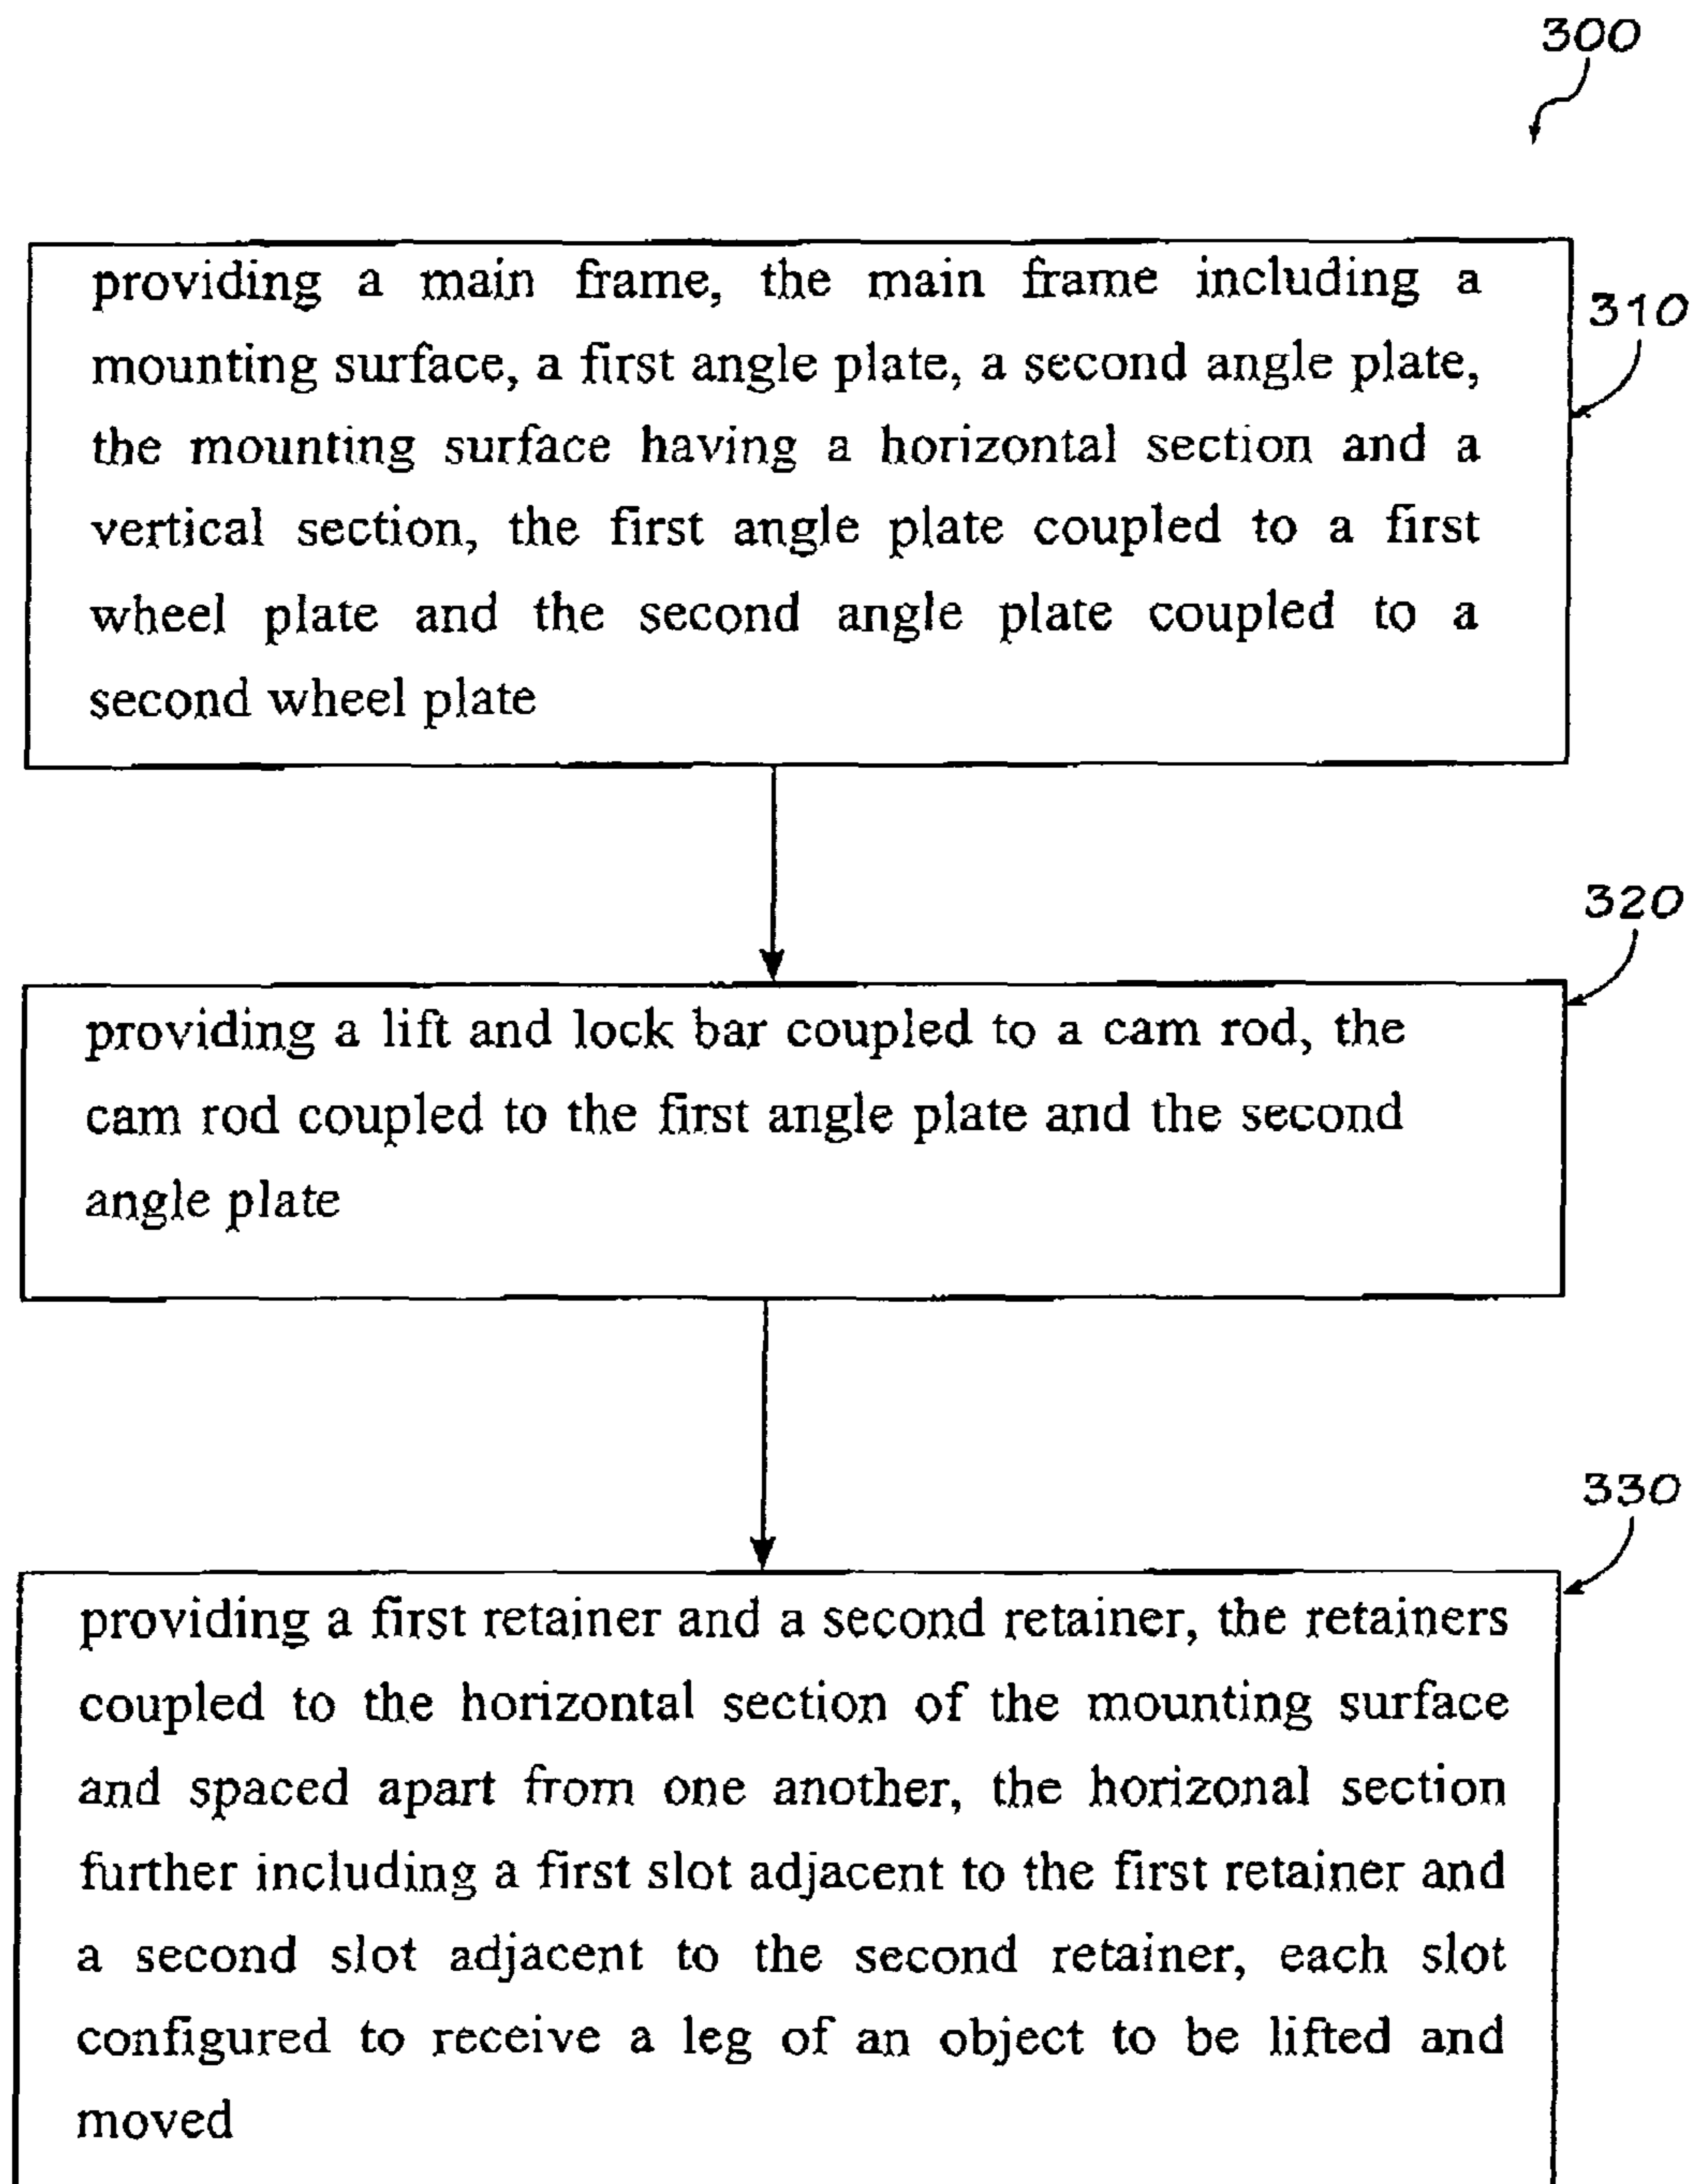 300
providing a main frame, the main frame including a
310
mounting surface, a first angle plate, a second angle plate,
the mounting surface having a horizontal section and a
vertical section, the first angle plate coupled to a first
wheel plate and the second angle plate coupled to a
second wheel plate
320
providing a lift and lock bar coupled to a cam rod, the
cam rod coupled to the first angle plate and the second
angle plate
330
providing a first retainer and a second retainer, the retainers
coupled to the horizontal section of the mounting surface
and spaced apart from one another, the horizonal section
further including a first slot adjacent to the first retainer and
a second slot adjacent to the second retainer, each slot
configured to receive a leg of an object to be lifted and
moved